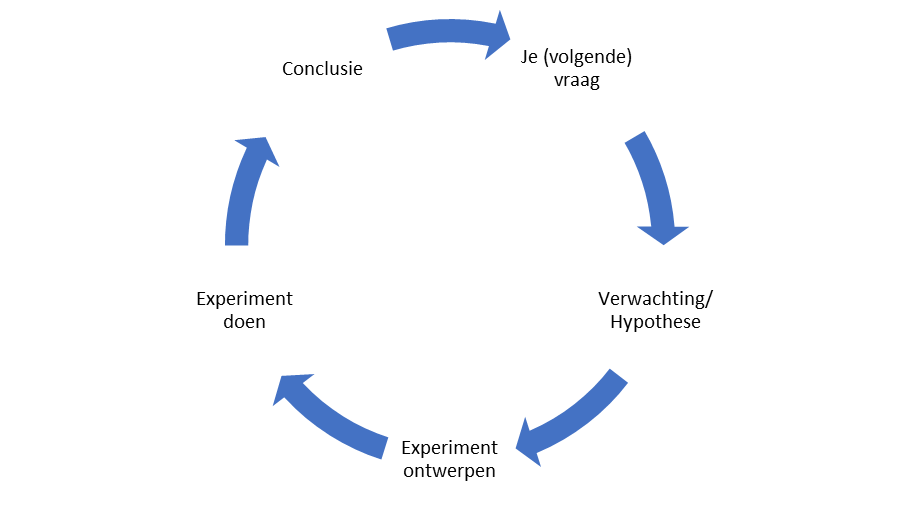 Conclusie
Je (volgende)
vraag
Verwachting/
Hypothese
Experiment
ontwerpen
Experiment
doen